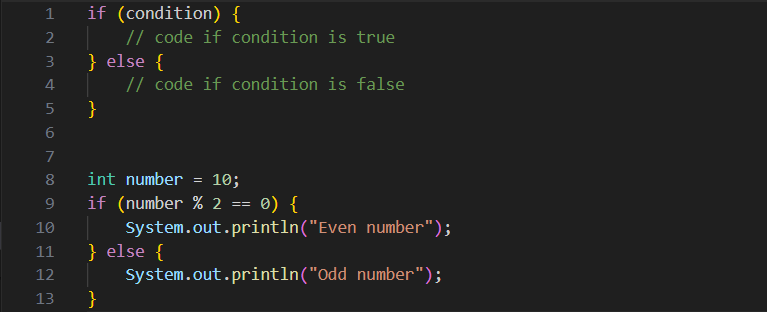 1 if (condition) {
2     // code if condition is true
3 } else {
4     // code if condition is false
5 }
6
7
8 int number = 10;
9 if (number % 2 == 0) {
10     System.out.println("Even number");
11 } else {
12     System.out.println("Odd number");
13 }